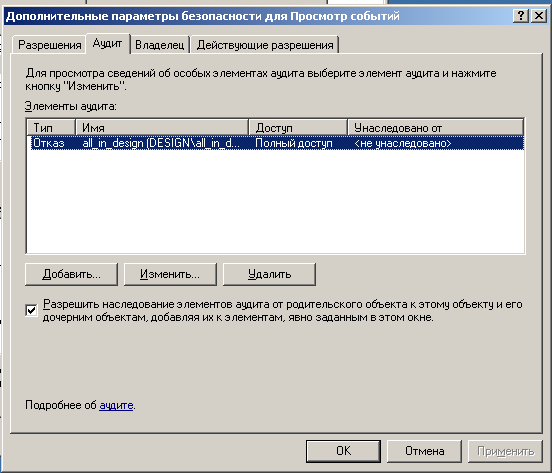 Дополнительные параметры безопасности для Просмотр событий
Разрешения Аудит Владелец Действующие разрешения
Для просмотра сведений об особых элементах аудита выберите элемент аудита и нажмите
кнопку "Изменить".
Элементы аудита:
Тип Имя Доступ Унаследовано от
Отказ all_in_design (DESIGN\all_in_d... Полный доступ <не унаследовано>
Добавить... Изменить... Удалить
Разрешить наследование элементов аудита от родительского объекта к этому объекту и его
дочерним объектам, добавляя их к элементам, явно заданным в этом окне.
Подробнее об аудите.
OK Отмена Применить